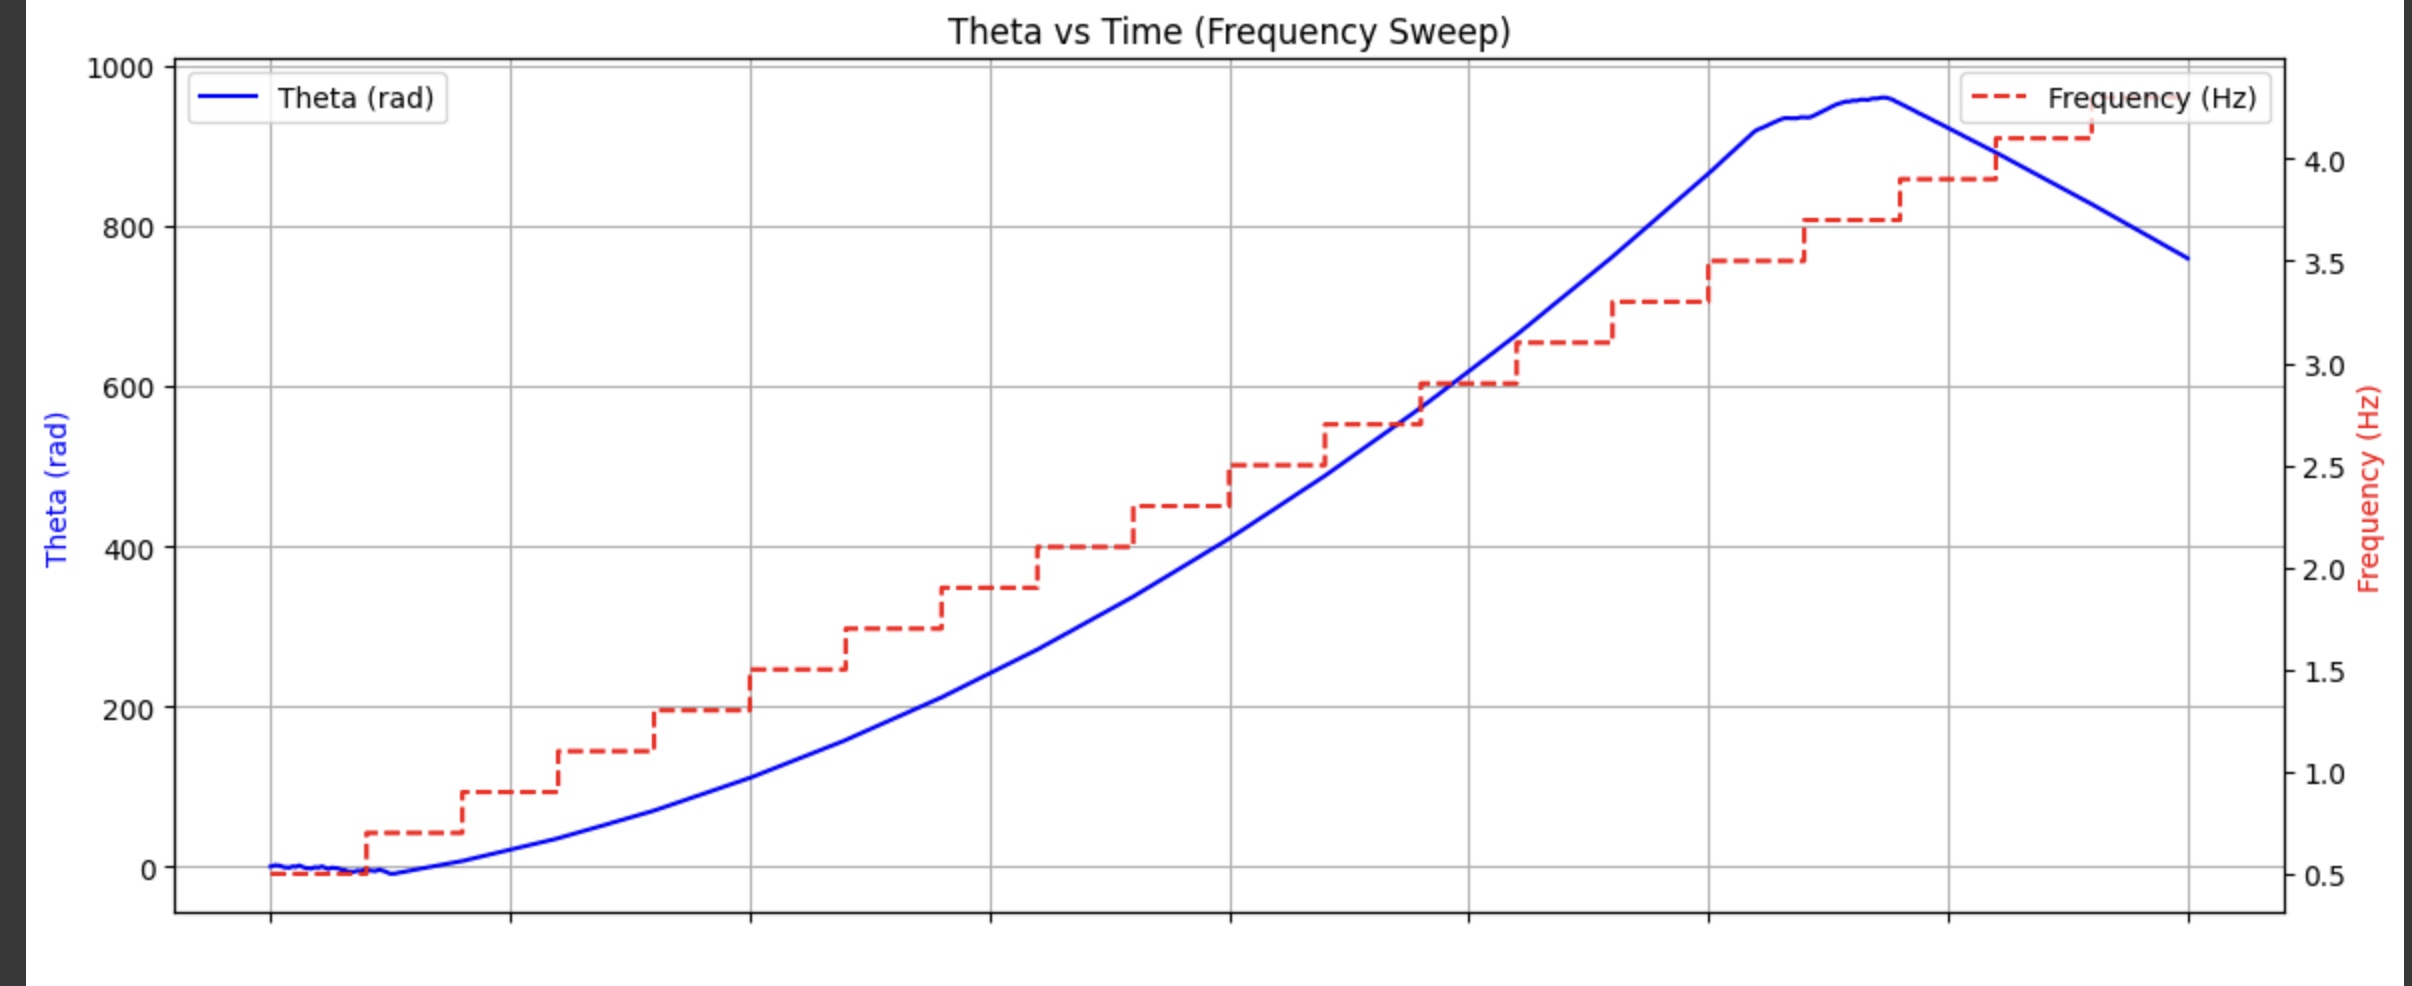 Theta vs Time (Frequency Sweep)
Theta (rad)
Frequency (Hz)
1000
800
600
400
200
0
Theta (rad)
4.0
3.5
3.0
2.5
2.0
1.5
1.0
0.5
Frequency (Hz)